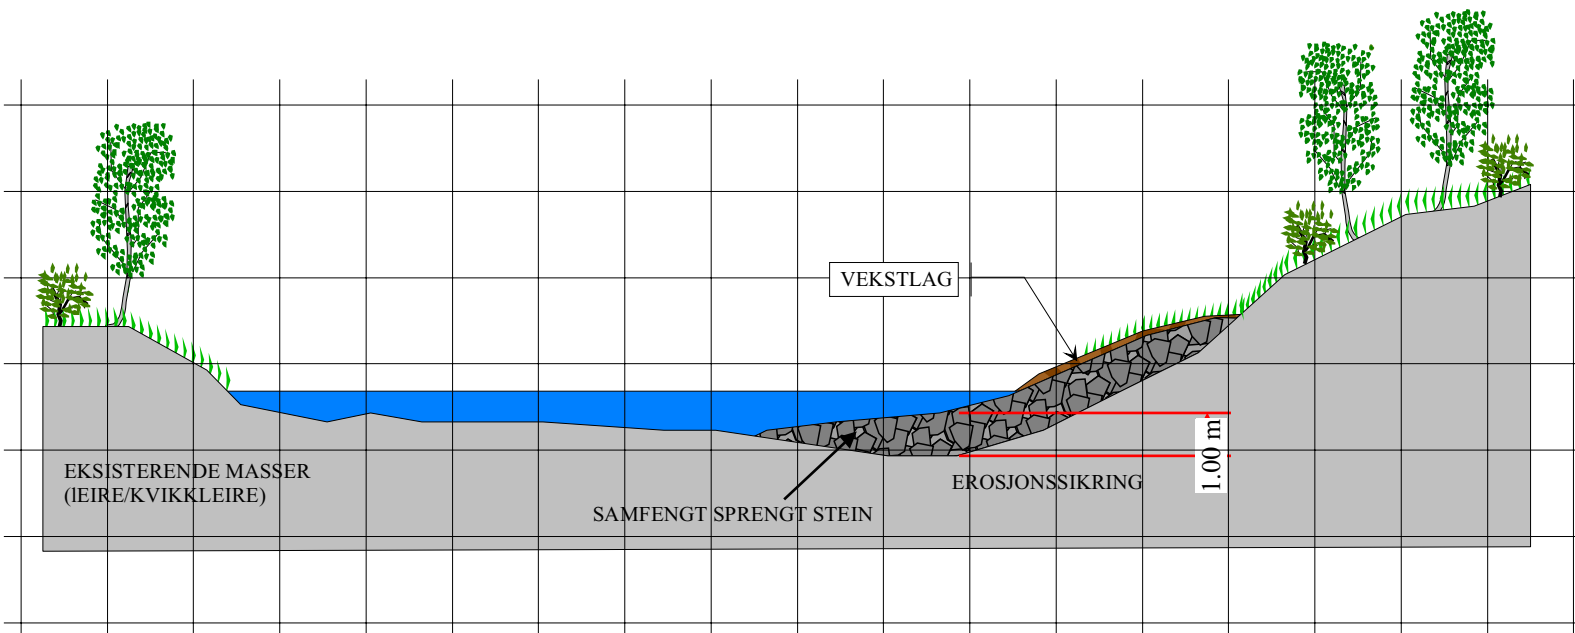 VEKSTLAG
EKSISTERENDE MASSER
(lEIRE/KVIKKLEIRE)
SAMFENGT SPRENGT STEIN
EROSJONSSIKRING
1.00 m